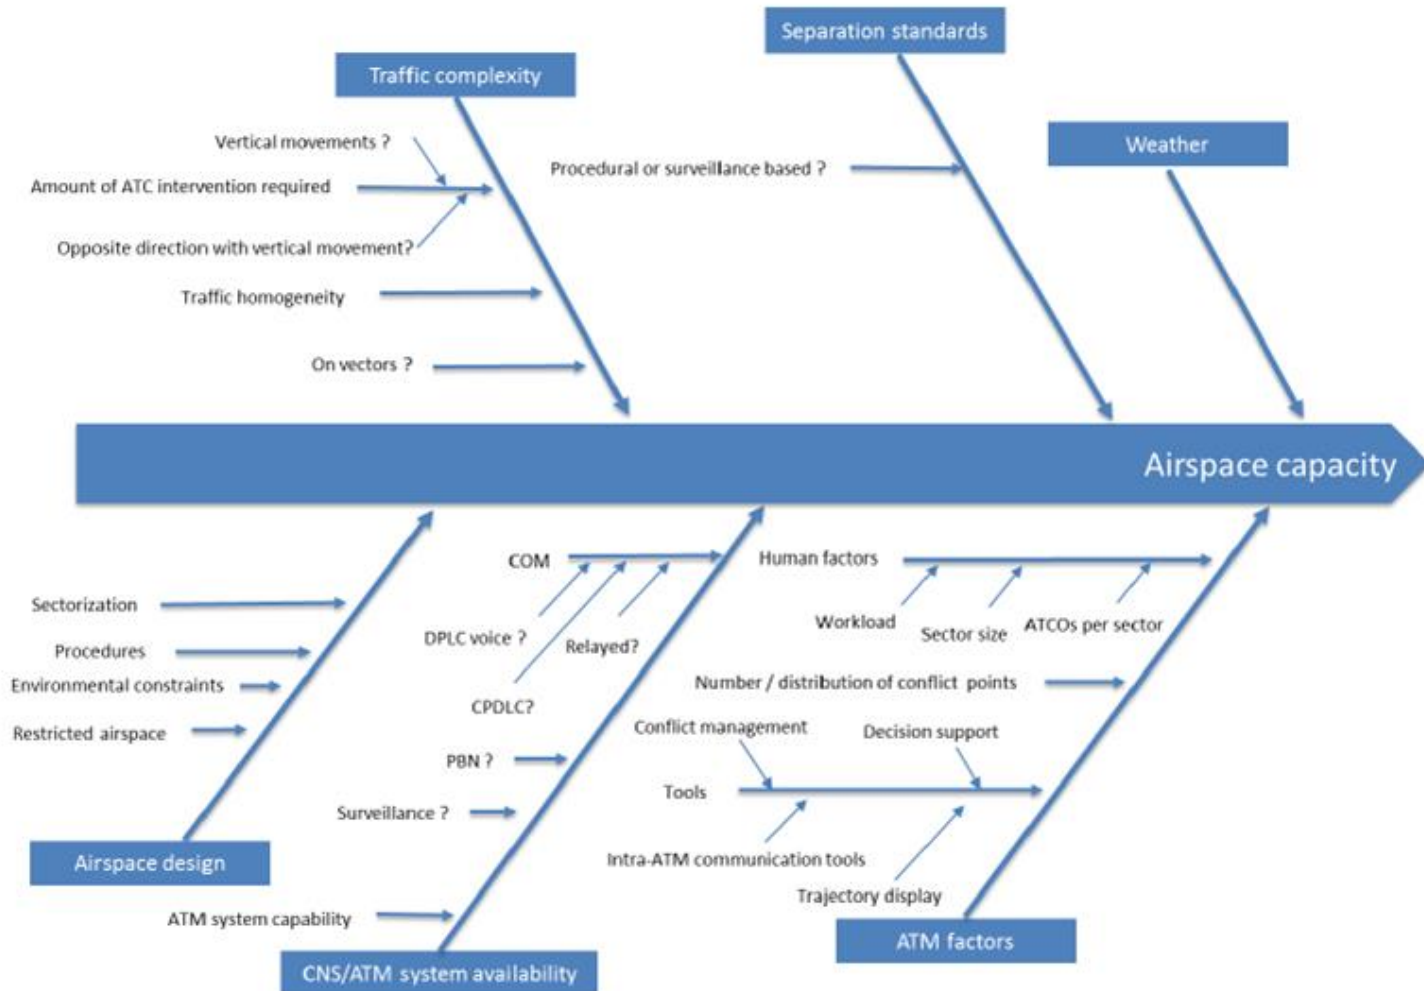 Separation standards
Traffic complexity
Weather
Vertical movements ?
Procedural or surveillance based ?
Amount of ATC intervention required
Opposite direction with vertical movement?
Traffic homogeneity
On vectors ?
Airspace capacity
COM
Human factors
Sectorization
DPLC voice ?
Relayed?
Workload
Sector size
ATCOs per sector
Procedures
Environmental constraints
CPDLC?
Number / distribution of conflict points
Restricted airspace
Conflict management
Decision support
PBN ?
Tools
Surveillance ?
Airspace design
Intra-ATM communication tools
Trajectory display
ATM system capability
ATM factors
CNS/ATM system availability